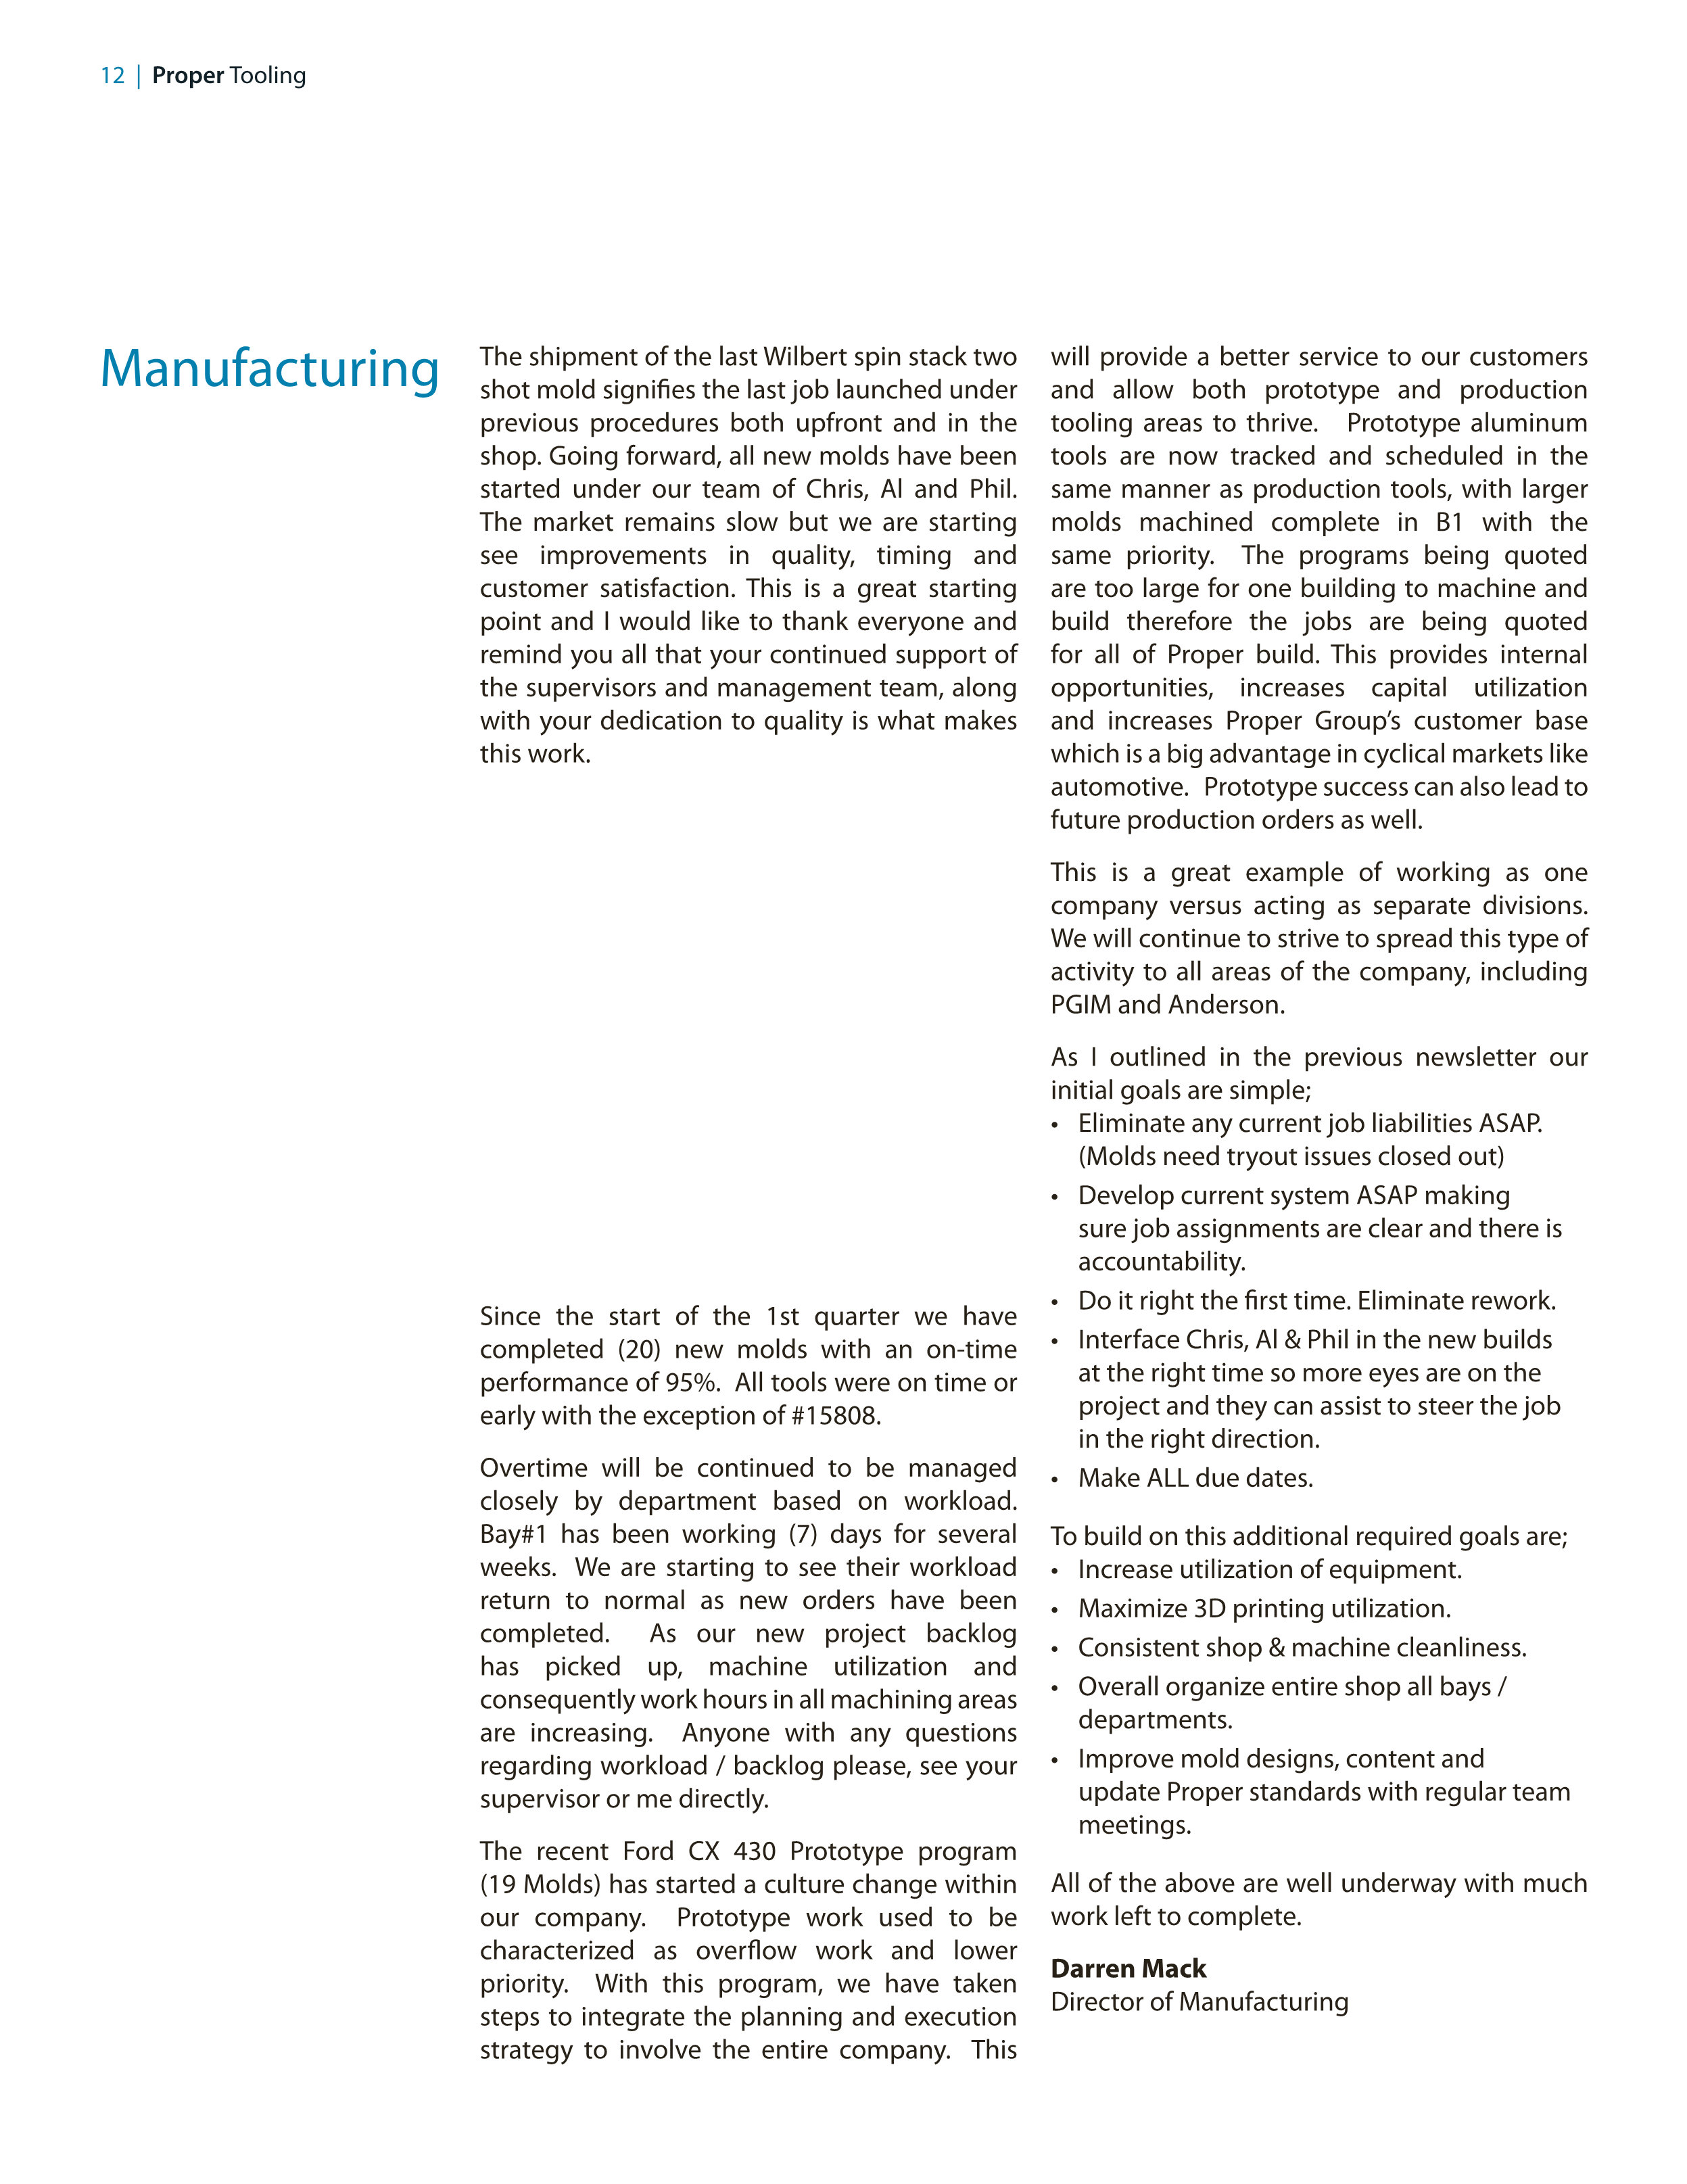 12 | Proper Tooling
Manufacturing
The shipment of the last Wilbert spin stack two
shot mold signifies the last job launched under
previous procedures both upfront and in the
shop. Going forward, all new molds have been
started under our team of Chris, Al and Phil.
The market remains slow but we are starting
see improvements in quality, timing and
customer satisfaction. This is a great starting
point and I would like to thank everyone and
remind you all that your continued support of
the supervisors and management team, along
with your dedication to quality is what makes
this work.
Since the start of the 1st quarter we have
completed (20) new molds with an on-time
performance of 95%. All tools were on time or
early with the exception of #15808.
Overtime will be continued to be managed
closely by department based on workload.
Bay#1 has been working (7) days for several
weeks. We are starting to see their workload
return to normal as new orders have been
completed. As our new project backlog
has picked up, machine utilization and
consequently work hours in all machining areas
are increasing. Anyone with any questions
regarding workload / backlog please, see your
supervisor or me directly.
The recent Ford CX 430 Prototype program
(19 Molds) has started a culture change within
our company. Prototype work used to be
characterized as overflow work and lower
priority. With this program, we have taken
steps to integrate the planning and execution
strategy to involve the entire company. This
will provide a better service to our customers
and allow both prototype and production
tooling areas to thrive. Prototype aluminum
tools are now tracked and scheduled in the
same manner as production tools, with larger
molds machined complete in B1 with the
same priority. The programs being quoted
are too large for one building to machine and
build therefore the jobs are being quoted
for all of Proper build. This provides internal
opportunities, increases capital utilization
and increases Proper Group’s customer base
which is a big advantage in cyclical markets like
automotive. Prototype success can also lead to
future production orders as well.
This is a great example of working as one
company versus acting as separate divisions.
We will continue to strive to spread this type of
activity to all areas of the company, including
PGIM and Anderson.
As I outlined in the previous newsletter our
initial goals are simple;
• Eliminate any current job liabilities ASAP.
(Molds need tryout issues closed out)
• Develop current system ASAP making
sure job assignments are clear and there is
accountability.
• Do it right the first time. Eliminate rework.
• Interface Chris, Al & Phil in the new builds
at the right time so more eyes are on the
project and they can assist to steer the job
in the right direction.
• Make ALL due dates.
To build on this additional required goals are;
• Increase utilization of equipment.
• Maximize 3D printing utilization.
• Consistent shop & machine cleanliness.
• Overall organize entire shop all bays /
departments.
• Improve mold designs, content and
update Proper standards with regular team
meetings.
All of the above are well underway with much
work left to complete.
Darren Mack
Director of Manufacturing